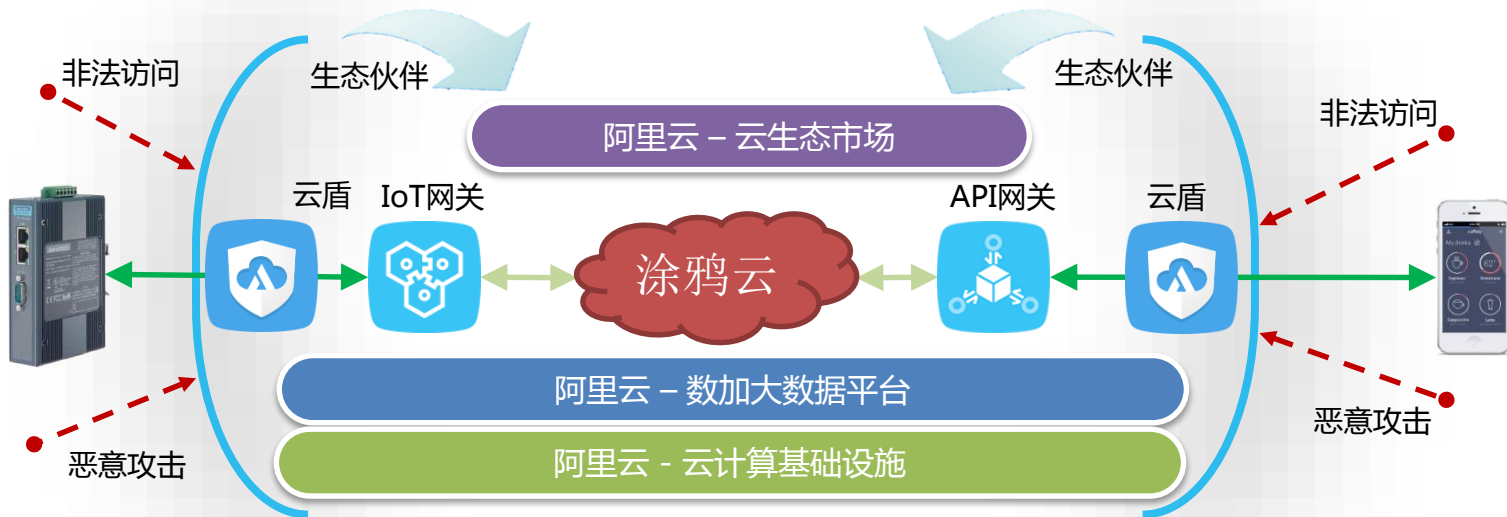 非法访问
生态伙伴
生态伙伴
非法访问
阿里云 – 云生态市场
云盾
IoT网关
API网关
云盾
涂鸦云
My drinks
阿里云 – 数加大数据平台
阿里云 - 云计算基础设施
恶意攻击
恶意攻击